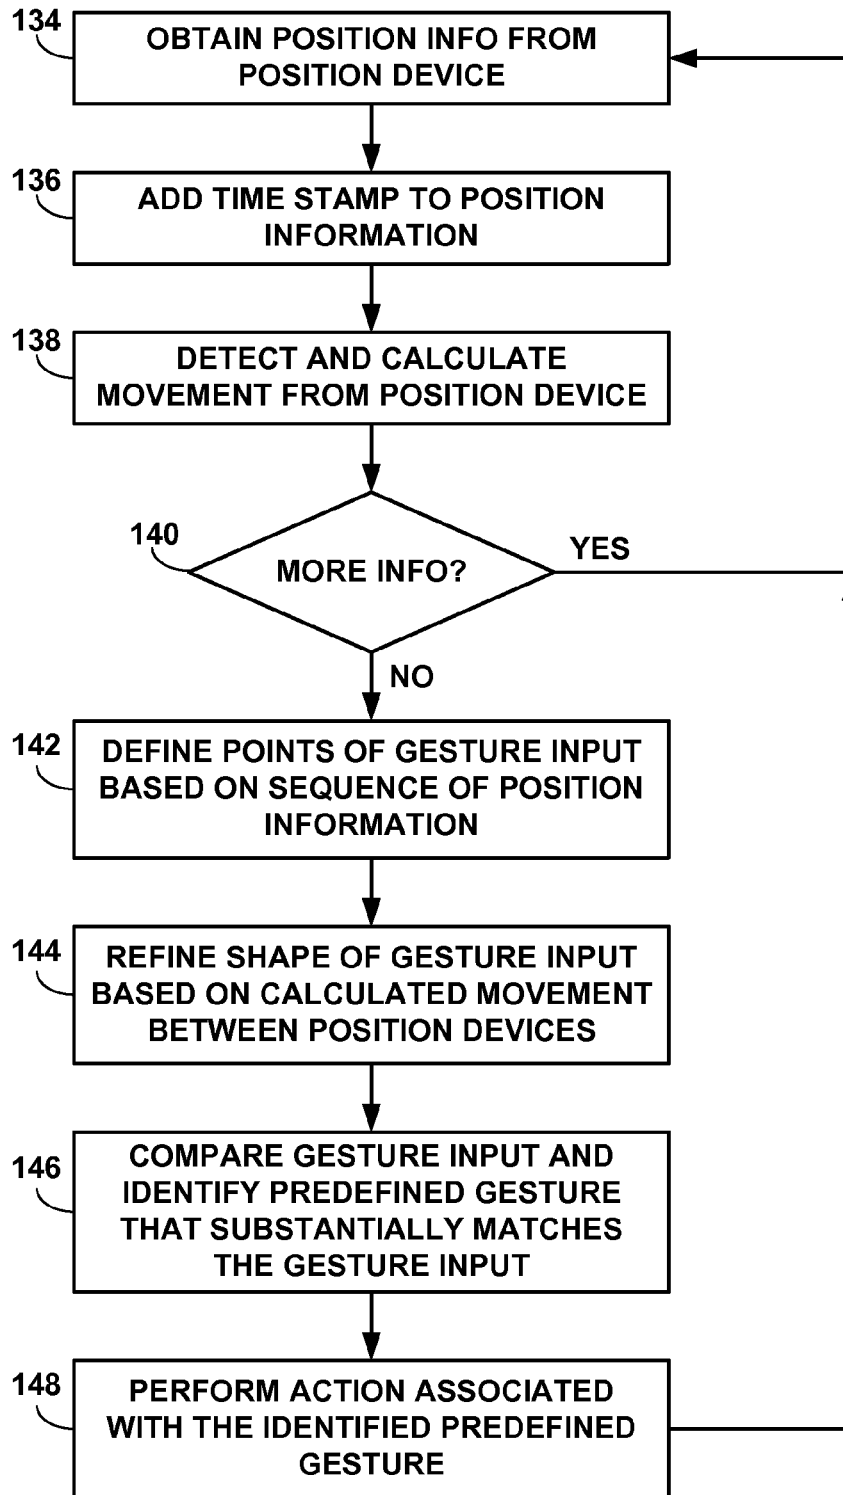 134
OBTAIN POSITION INFO FROM
POSITION DEVICE
136
ADD TIME STAMP TO POSITION
INFORMATION
138
DETECT AND CALCULATE
MOVEMENT FROM POSITION DEVICE
140
MORE INFO?
YES
NO
142
DEFINE POINTS OF GESTURE INPUT
BASED ON SEQUENCE OF POSITION
INFORMATION
144
REFINE SHAPE OF GESTURE INPUT
BASED ON CALCULATED MOVEMENT
BETWEEN POSITION DEVICES
146
COMPARE GESTURE INPUT AND
IDENTIFY PREDEFINED GESTURE
THAT SUBSTANTIALLY MATCHES
THE GESTURE INPUT
148
PERFORM ACTION ASSOCIATED
WITH THE IDENTIFIED PREDEFINED
GESTURE